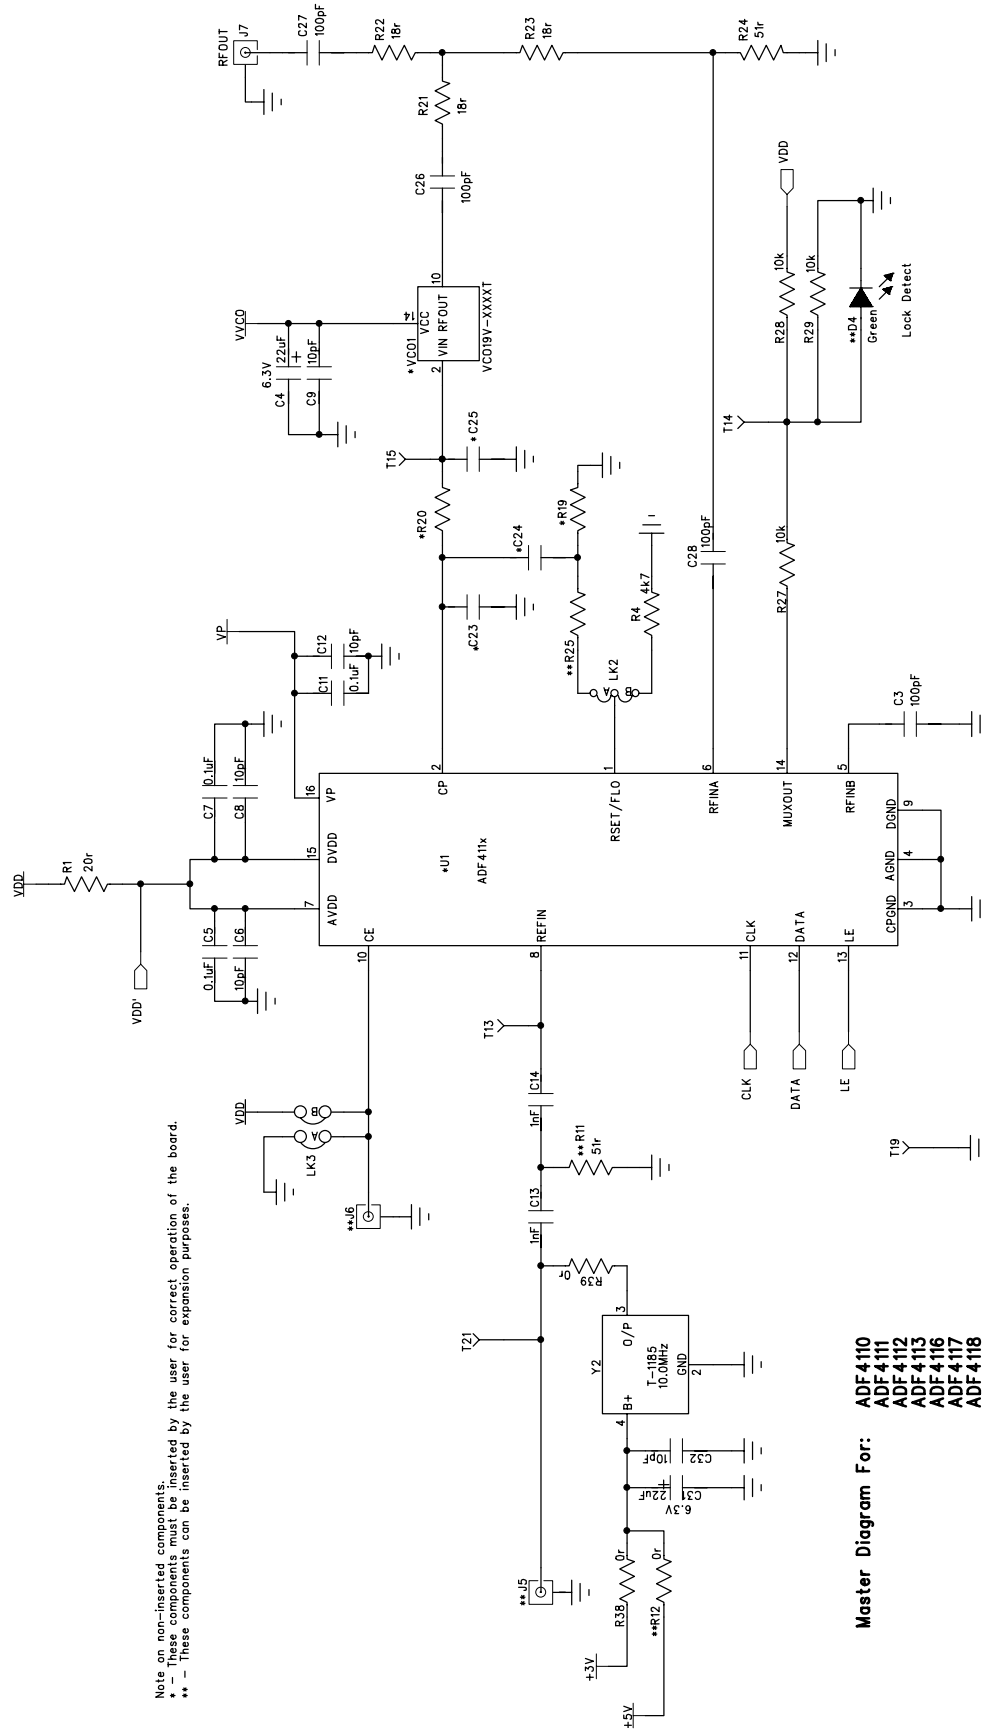 Note on non-inserted components.
* - These components must be inserted by the user for correct operation of the board.
** - These components can be inserted by the user for expansion purposes.
RFOUT
J7
C27
100pF
R22
18r
R23
18r
R24
51r
R21
18r
C26
100pF
VVCO
C4
6.3V
22uF
+
C9
10pF
*VCO1
14
VCC
VIN RFOUT
2
10
VCO19V-XXXXT
T15
*C25
*R20
*C24
*C23
*R19
**R25
LK2
A
B
R4
4k7
C28
100pF
VDD
R28
10k
R29
10k
**D4
Green
Lock Detect
T14
R27
10k
C3
100pF
VP
C12
10pF
C11
0.1uF
C7
0.1uF
C8
10pF
VDD
R1
20r
VDD'
C5
0.1uF
C6
10pF
7
AVDD
15
DVDD
16
VP
*U1
ADF411x
CP
2
RSET/FLO
1
RFINA
6
MUXOUT
14
RFINB
5
CPGND
3
AGND
4
DGND
9
10
CE
8
REFIN
11
CLK
12
DATA
13
LE
CLK
DATA
LE
T19
VDD
B
A
LK3
**J6
T13
C14
1nF
** R11
51r
C13
1nF
R39
0r
T21
Y2
O/P
3
T-1185
10.0MHz
B+
4
GND
2
C32
10pF
C31
22uF
+
6.3V
**J5
R38
0r
**R12
0r
+3V
+5V
Master Diagram For:
ADF4110
ADF4111
ADF4112
ADF4113
ADF4116
ADF4117
ADF4118